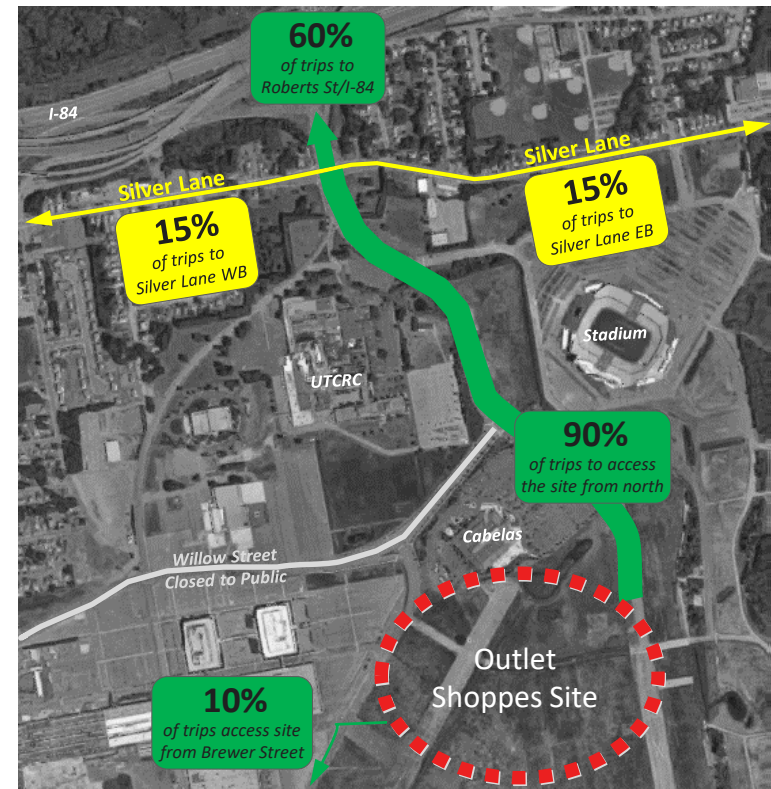 60%
of trips to
Roberts St/I-84
I-84
Silver Lane
Silver Lane
15%
of trips to
Silver Lane WB
15%
of trips to
Silver Lane EB
Stadium
UTCRC
90%
of trips to access
the site from north
Cabelas
Willow Street
Closed to Public
Outlet
Shoppes Site
10%
of trips access site
from Brewer Street